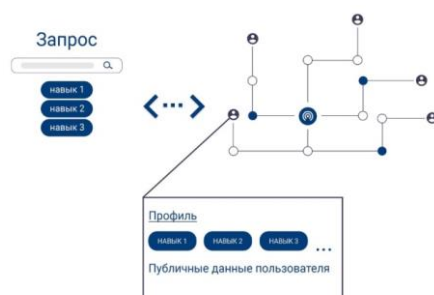 Запрос
навык 1
навык 2
навык 3
Профиль
НАВЫК 1 НАВЫК 2 НАВЫК 3 ...
Публичные данные пользователя